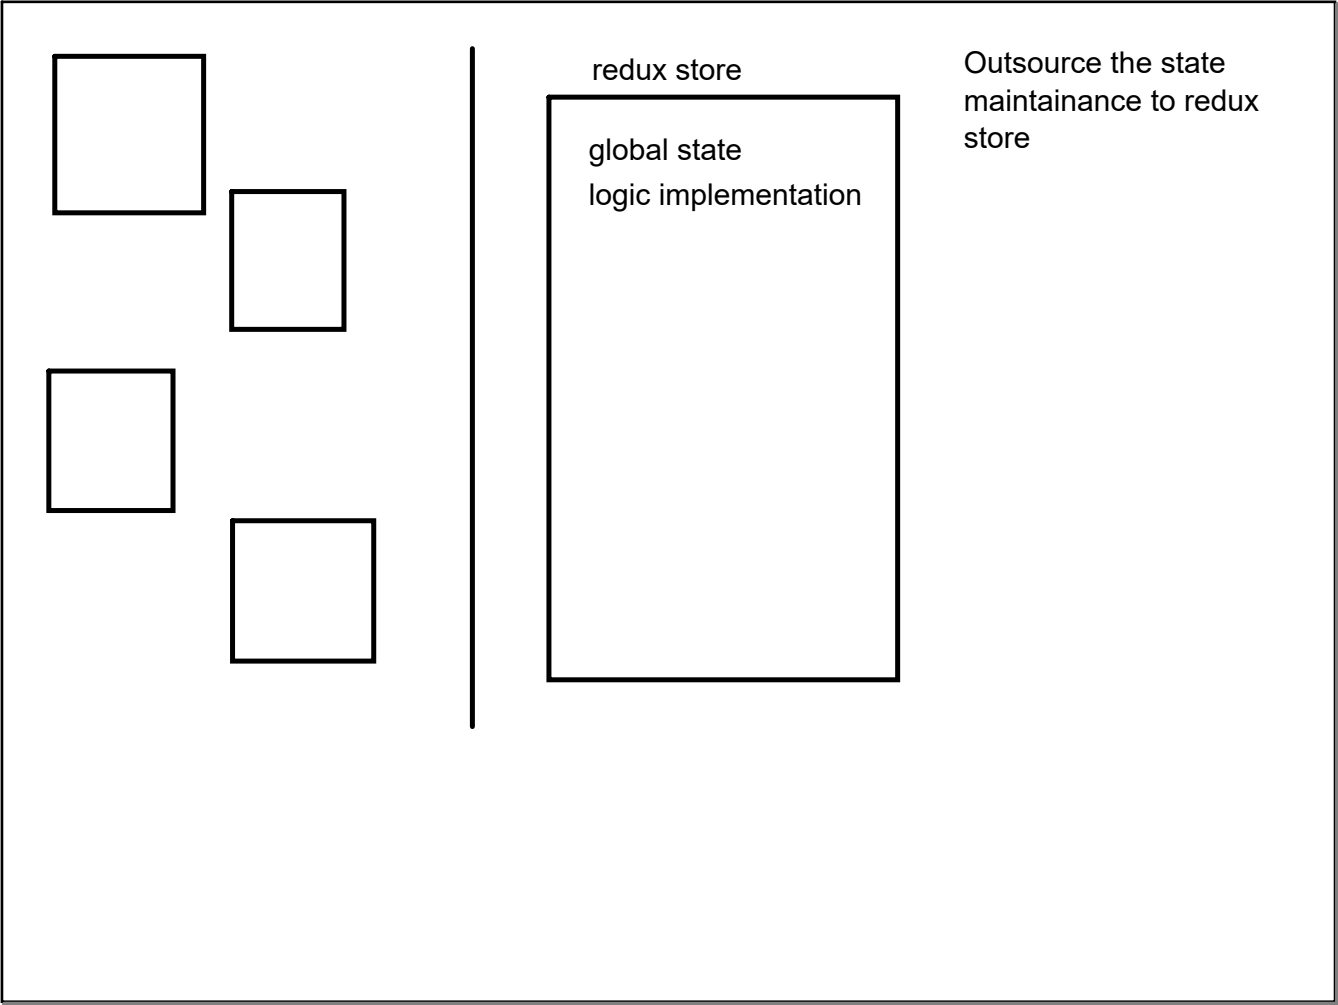 redux store
global state
logic implementation
Outsource the state
maintainance to redux
store